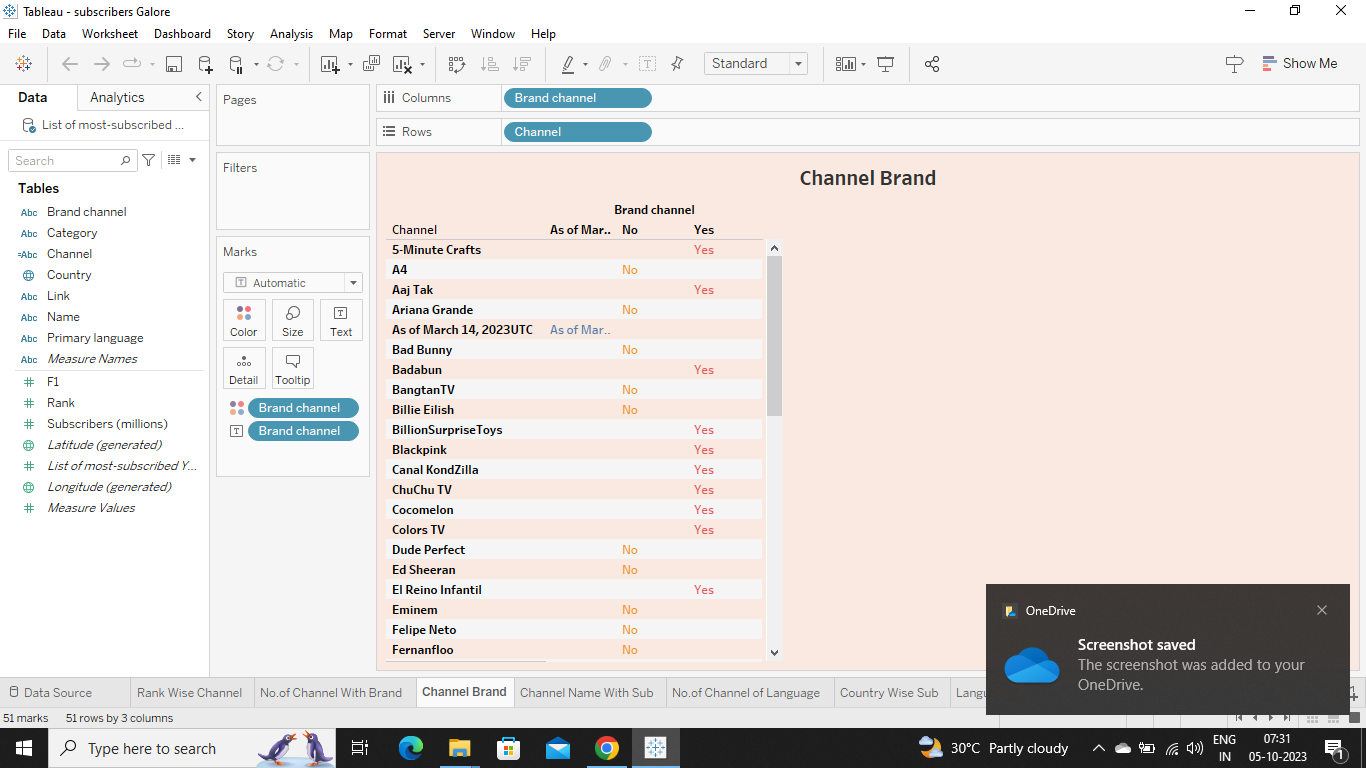 Tableau - subscribers Galore
File Data Worksheet Dashboard Story Analysis Map Format Server Window Help
Standard
Show Me
Data Analytics
List of most-subscribed ...
Search
Tables
Abc Brand channel
Abc Category
=Abc Channel
Country
Abc Link
Abc Name
Abc Primary language
Abc Measure Names
# F1
# Rank
# Subscribers (millions)
Latitude (generated)
# List of most-subscribed Y...
Longitude (generated)
# Measure Values
Pages
Filters
Marks
Automatic
Color Size Text
Detail Tooltip
Brand channel
Brand channel
Columns Brand channel
Rows Channel
Channel Brand
Brand channel
Channel As of Mar.. No Yes
5-Minute Crafts Yes
A4 No
Aaj Tak Yes
Ariana Grande No
As of March 14, 2023UTC As of Mar..
Bad Bunny No
Badabun Yes
BangtanTV No
Billie Eilish No
BillionSurpriseToys Yes
Blackpink Yes
Canal KondZilla Yes
ChuChu TV Yes
Cocomelon Yes
Colors TV Yes
Dude Perfect No
Ed Sheeran No
El Reino Infantil Yes
Eminem No
Felipe Neto No
Fernanfloo No
OneDrive
Screenshot saved
The screenshot was added to your
OneDrive.
Data Source Rank Wise Channel No.of Channel With Brand Channel Brand Channel Name With Sub No.of Channel of Language Country Wise Sub Langu
51 marks 51 rows by 3 columns
Type here to search
30°C Partly cloudy
ENG
IN
07:31
05-10-2023
1